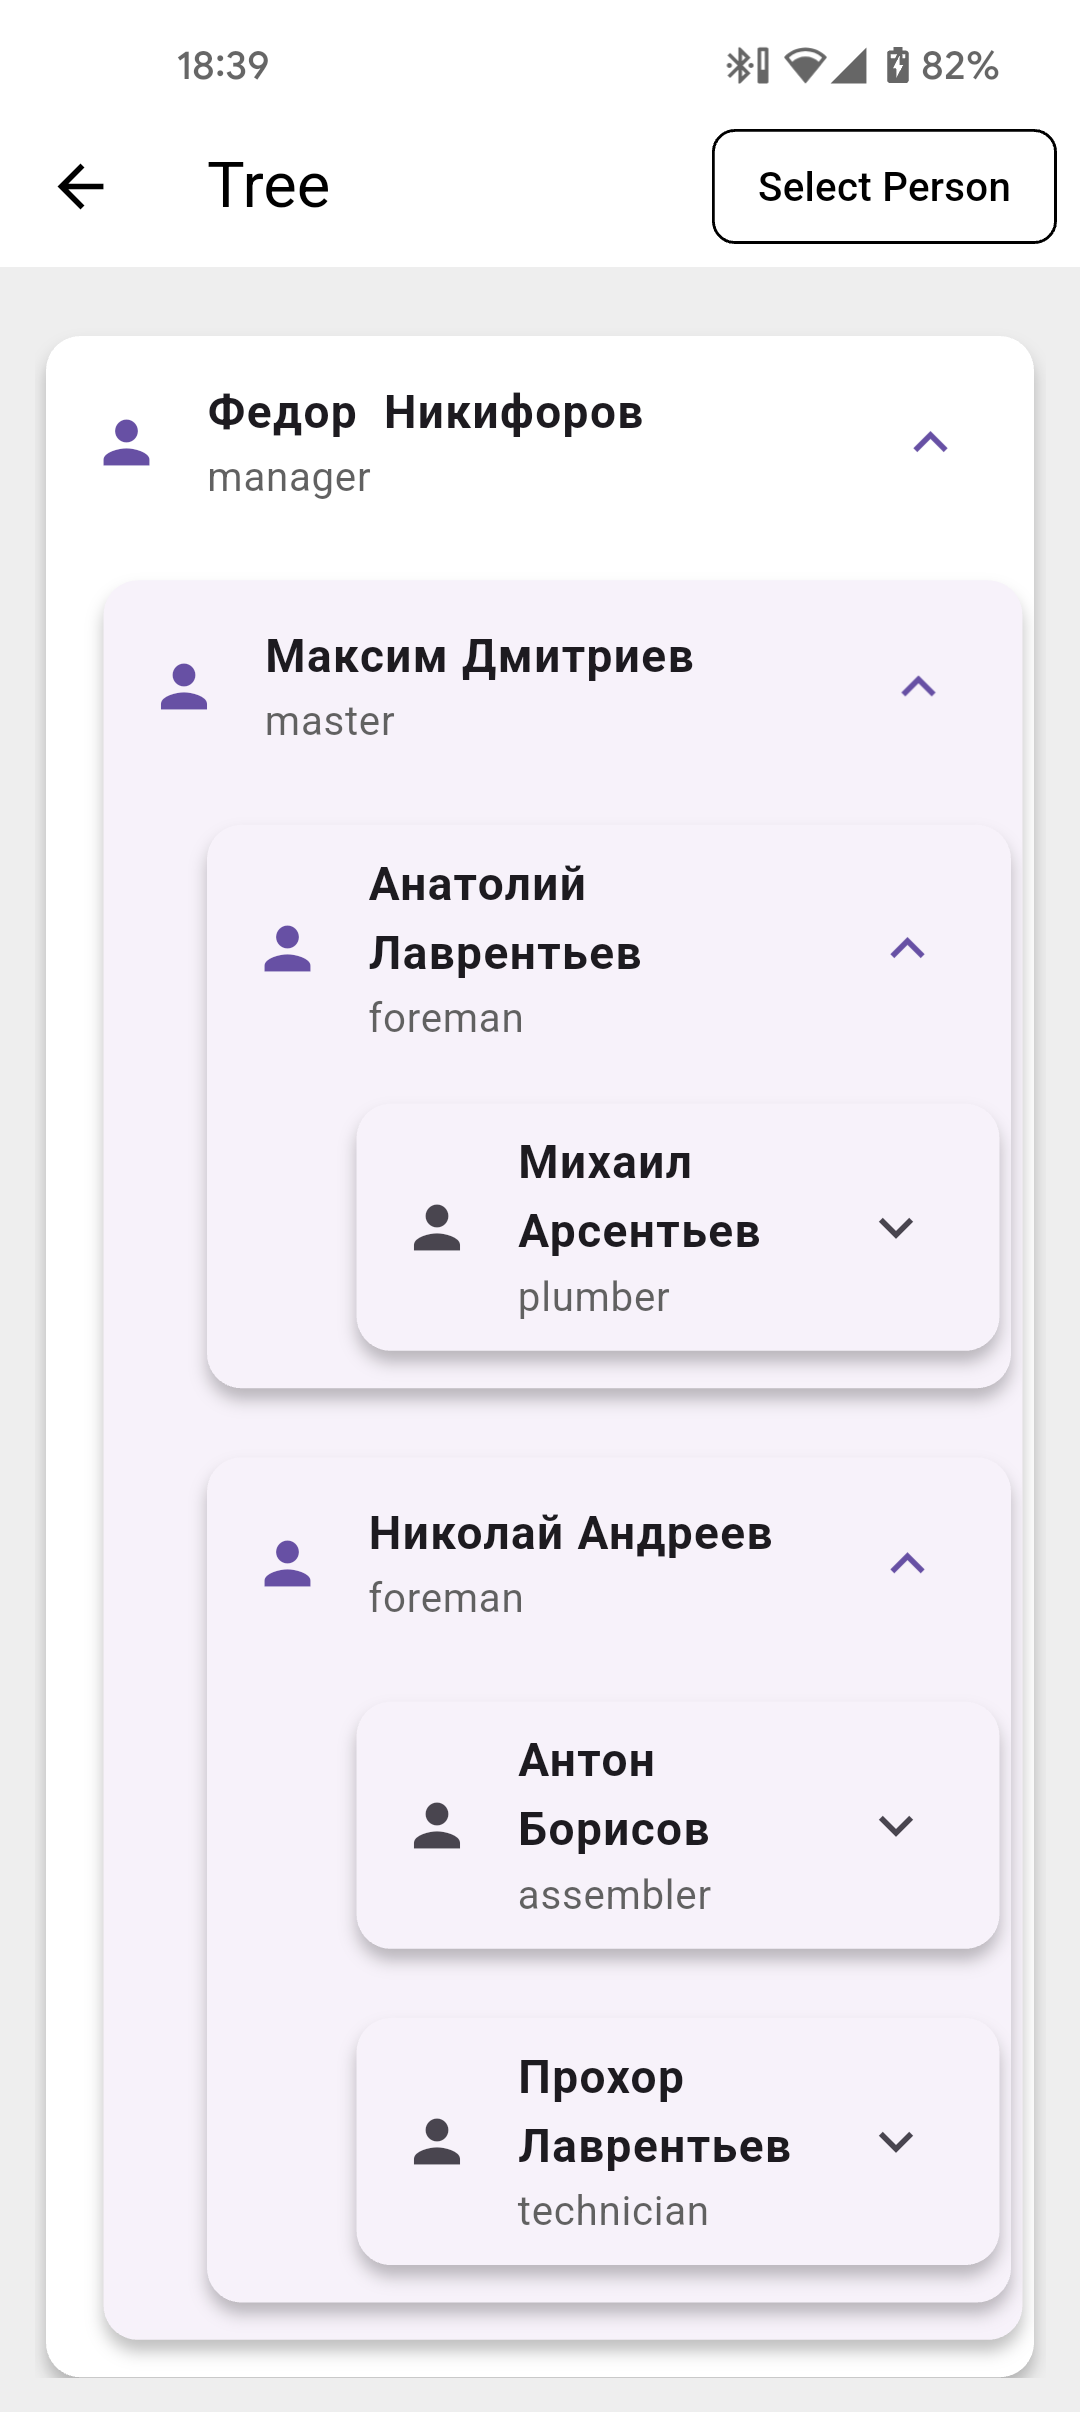 18:39
82%
Tree
Select Person
Федор Никифоров
manager
Максим Дмитриев
master
Анатолий
Лаврентьев
foreman
Михаил
Арсентьев
plumber
Николай Андреев
foreman
Антон
Борисов
assembler
Прохор
Лаврентьев
technician